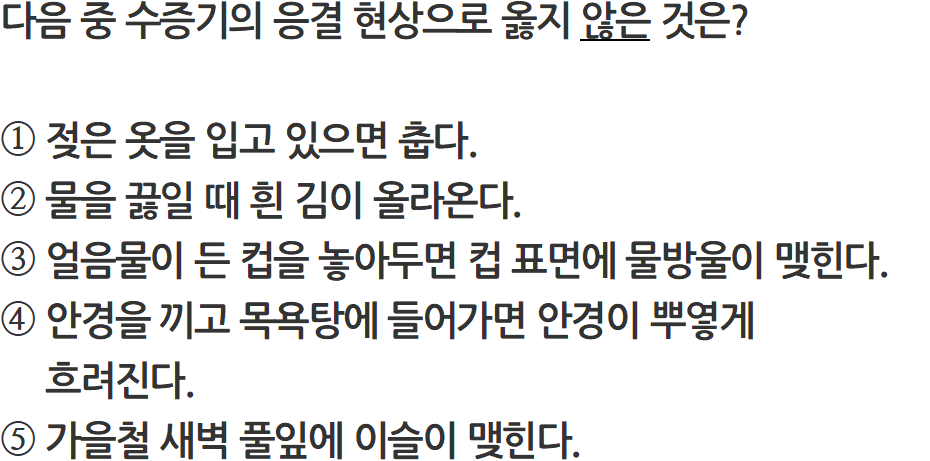 다음 중 수증기의 응결 현상으로 옳지 않은 것은?
① 젖은 옷을 입고 있으면 춥다.
② 물을 끓일 때 흰 김이 올라온다.
③ 얼음물이 든 컵을 놓아두면 컵 표면에 물방울이 맺힌다.
④ 안경을 끼고 목욕탕에 들어가면 안경이 뿌옇게
흐려진다.
⑤ 가을철 새벽 풀잎에 이슬이 맺힌다.